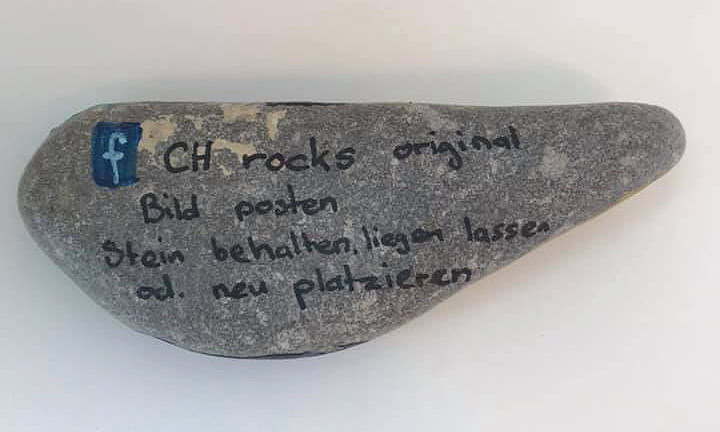 f CH rocks original
Bild posten
Stein behalten, liegen lassen
od. neu platzieren